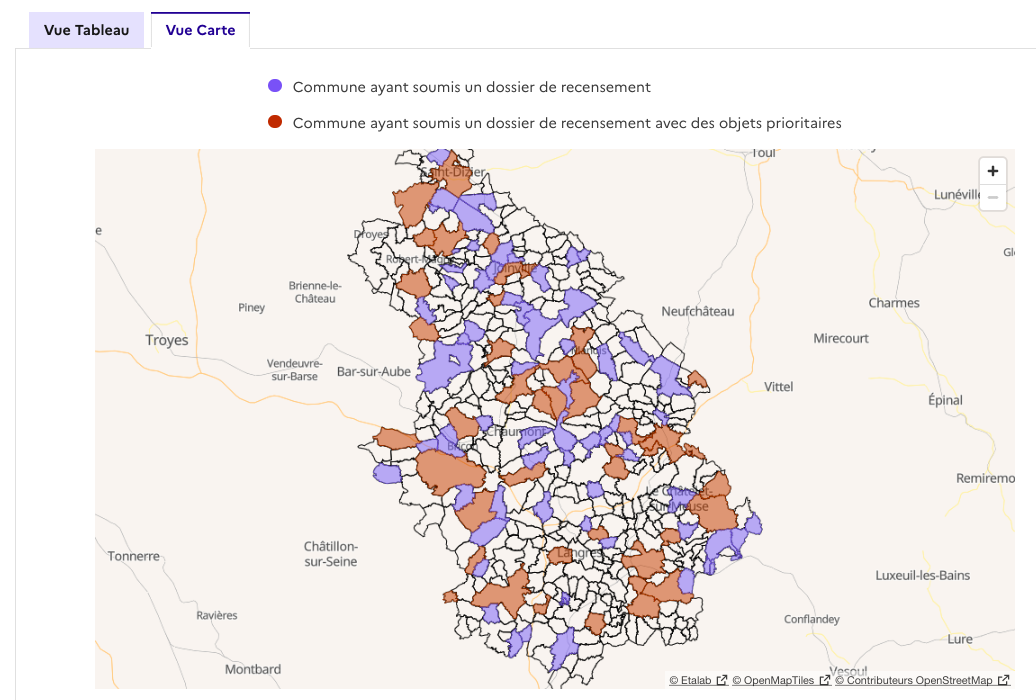 Vue Tableau
Vue Carte
Commune ayant soumis un dossier de recensement
Commune ayant soumis un dossier de recensement avec des objets prioritaires
Toul
+
−
Saint-Dizier
Lunéville
Droyes
Joinville
Brienne-le-
Château
Piney
Charmes
Neufchâteau
Troyes
Mirecourt
Vendeuvre-
sur-Barse
Bar-sur-Aube
Vittel
Épinal
Chaumont
Remiremo
Le Châtelet-
sur-Meuse
Châtillon-
sur-Seine
Tonnerre
Langres
Luxeuil-les-Bains
Ravières
Conflandey
Lure
Montbard
Vesoul
© Etalab © OpenMapTiles © Contributeurs OpenStreetMap